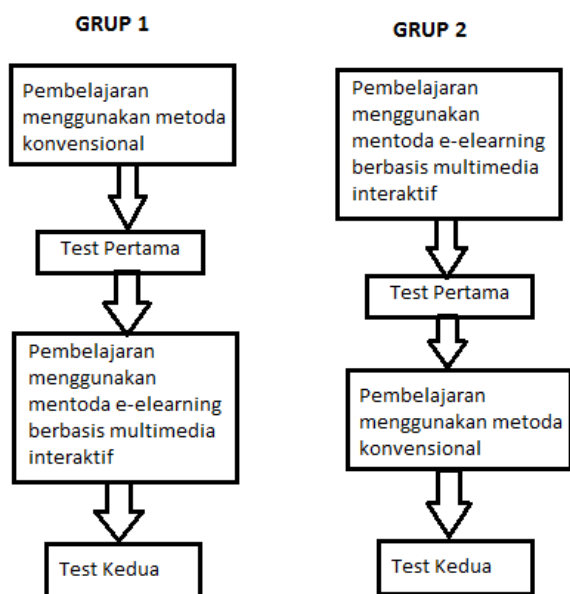 GRUP 1
Pembelajaran
menggunakan metoda
konvensional
Test Pertama
Pembelajaran
menggunakan
mentoda e-elearning
berbasis multimedia
interaktif
Test Kedua
GRUP 2
Pembelajaran
menggunakan
mentoda e-elearning
berbasis multimedia
interaktif
Test Pertama
Pembelajaran
menggunakan metoda
konvensional
Test Kedua